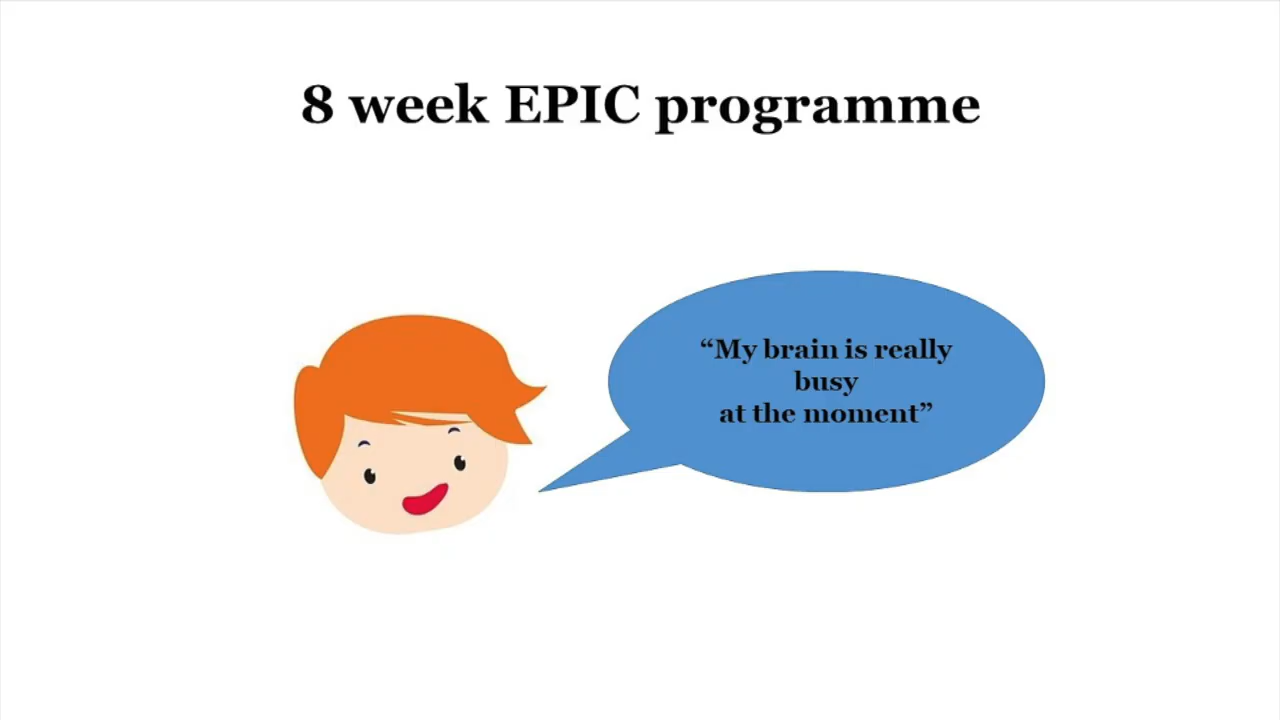 8 week EPIC programme
“My brain is really
busy
at the moment”